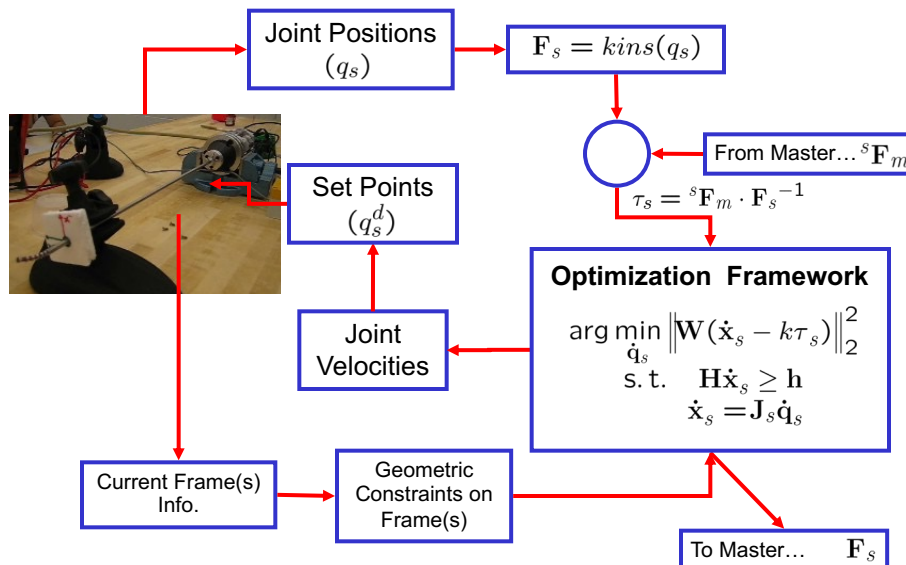 Joint Positions
(q_s)
F_s = kins(q_s)
From Master… ^sF_m
τ_s = ^sF_m · F_s^{-1}
Set Points
(q_s^d)
Optimization Framework
arg min_{q̇_s} ‖W(ẋ_s − kτ_s)‖_2^2
s.t. Hẋ_s ≥ h
ẋ_s = J_s q̇_s
Joint
Velocities
Current Frame(s)
Info.
Geometric
Constraints on
Frame(s)
To Master… F_s